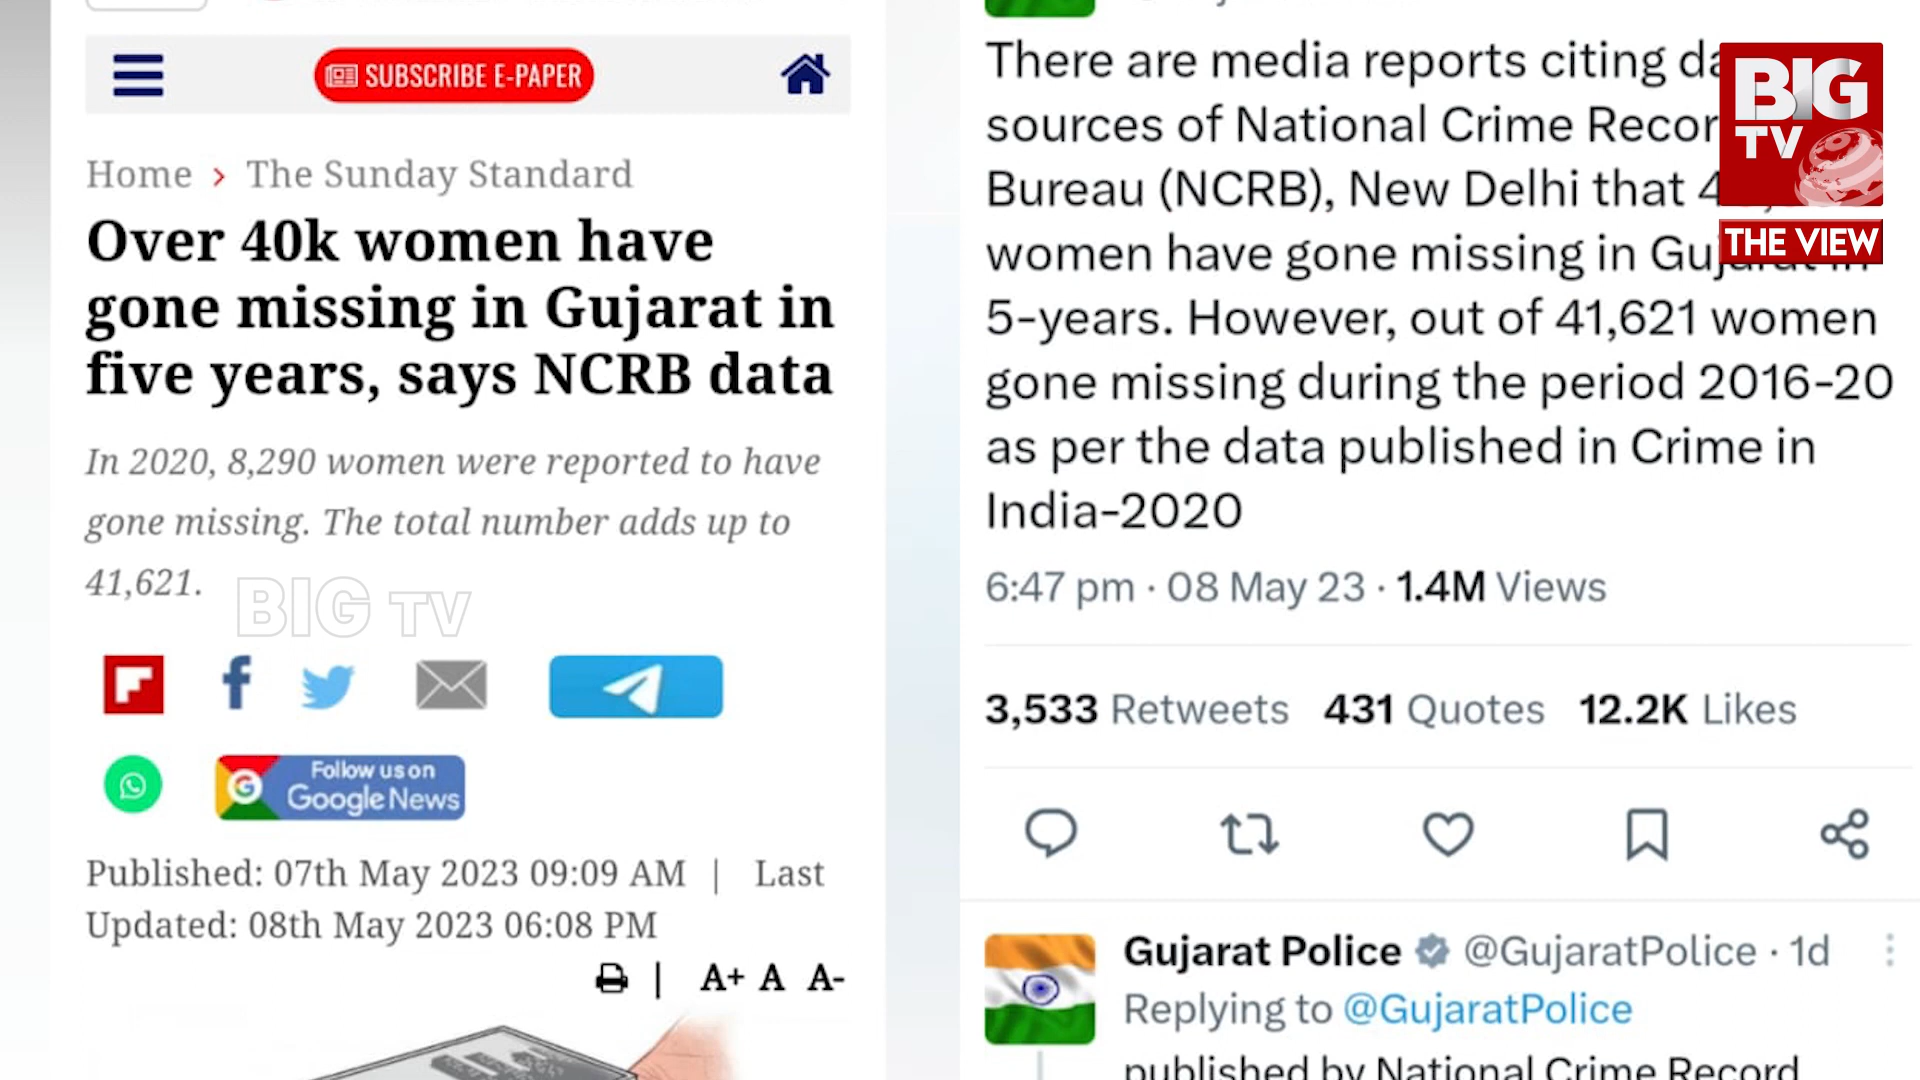 SUBSCRIBE E-PAPER
Home › The Sunday Standard
Over 40k women have
gone missing in Gujarat in
five years, says NCRB data
In 2020, 8,290 women were reported to have
gone missing. The total number adds up to
41,621.
BIG TV
Follow us on
Google News
Published: 07th May 2023 09:09 AM | Last
Updated: 08th May 2023 06:08 PM
| A+ A A-
There are media reports citing
sources of National Crime
Bureau (NCRB), New Delhi that
women have gone missing in Gujarat in
5-years. However, out of 41,621 women
gone missing during the period 2016-20
as per the data published in Crime in
India-2020
6:47 pm · 08 May 23 · 1.4M Views
3,533 Retweets 431 Quotes 12.2K Likes
Gujarat Police @GujaratPolice · 1d
Replying to @GujaratPolice
published by National Crime Record
BIG
TV
THE VIEW